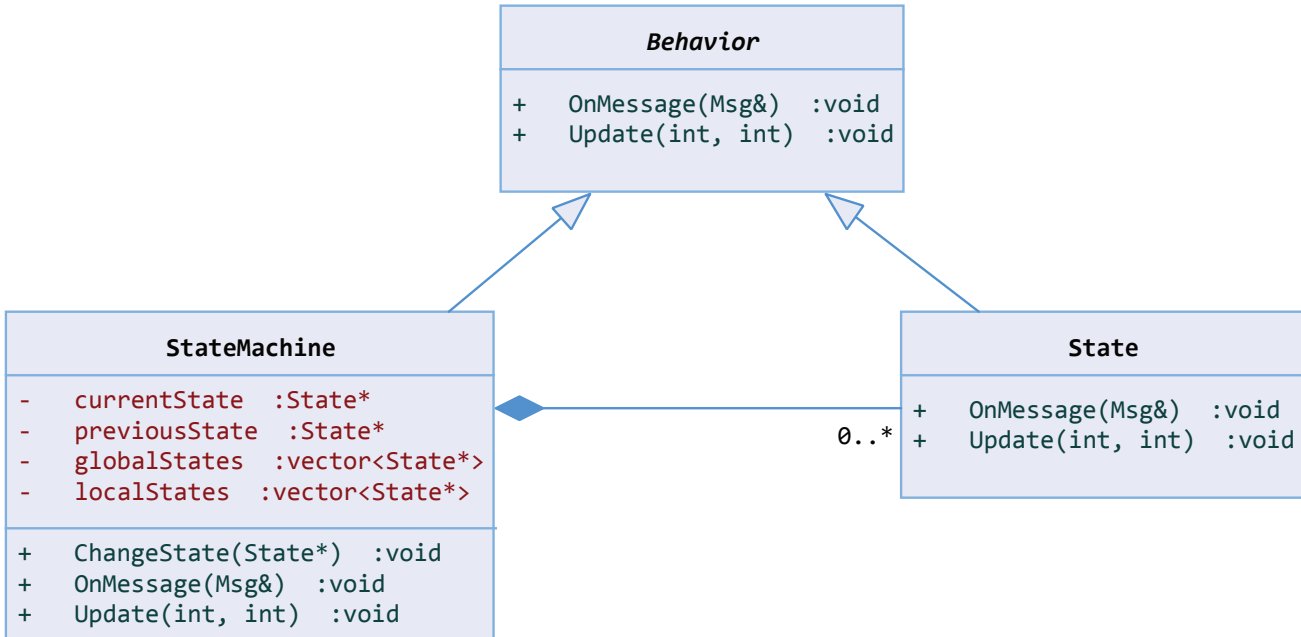 Behavior
+ OnMessage(Msg&) :void
+ Update(int, int) :void
StateMachine
- currentState :State*
- previousState :State*
- globalStates :vector<State*>
- localStates :vector<State*>
+ ChangeState(State*) :void
+ OnMessage(Msg&) :void
+ Update(int, int) :void
0..*
State
+ OnMessage(Msg&) :void
+ Update(int, int) :void